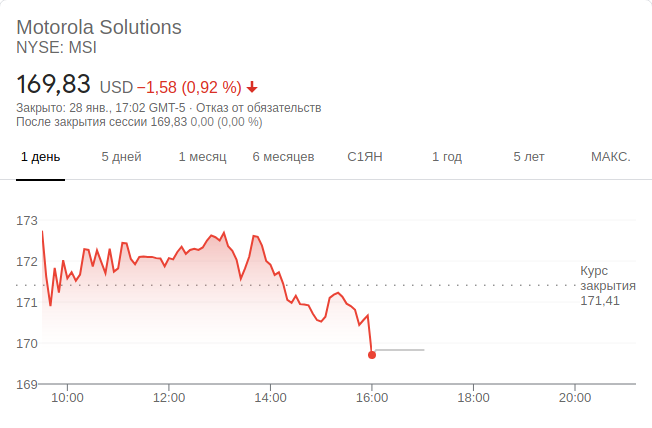 Motorola Solutions
NYSE: MSI
169,83 USD −1,58 (0,92 %)
Закрыто: 28 янв., 17:02 GMT-5 · Отказ от обязательств
После закрытия сессии 169,83 0,00 (0,00 %)
1 день 5 дней 1 месяц 6 месяцев С1ЯН 1 год 5 лет МАКС.
173
172
Курс
закрытия
171,41
171
170
169
10:00 12:00 14:00 16:00 18:00 20:00